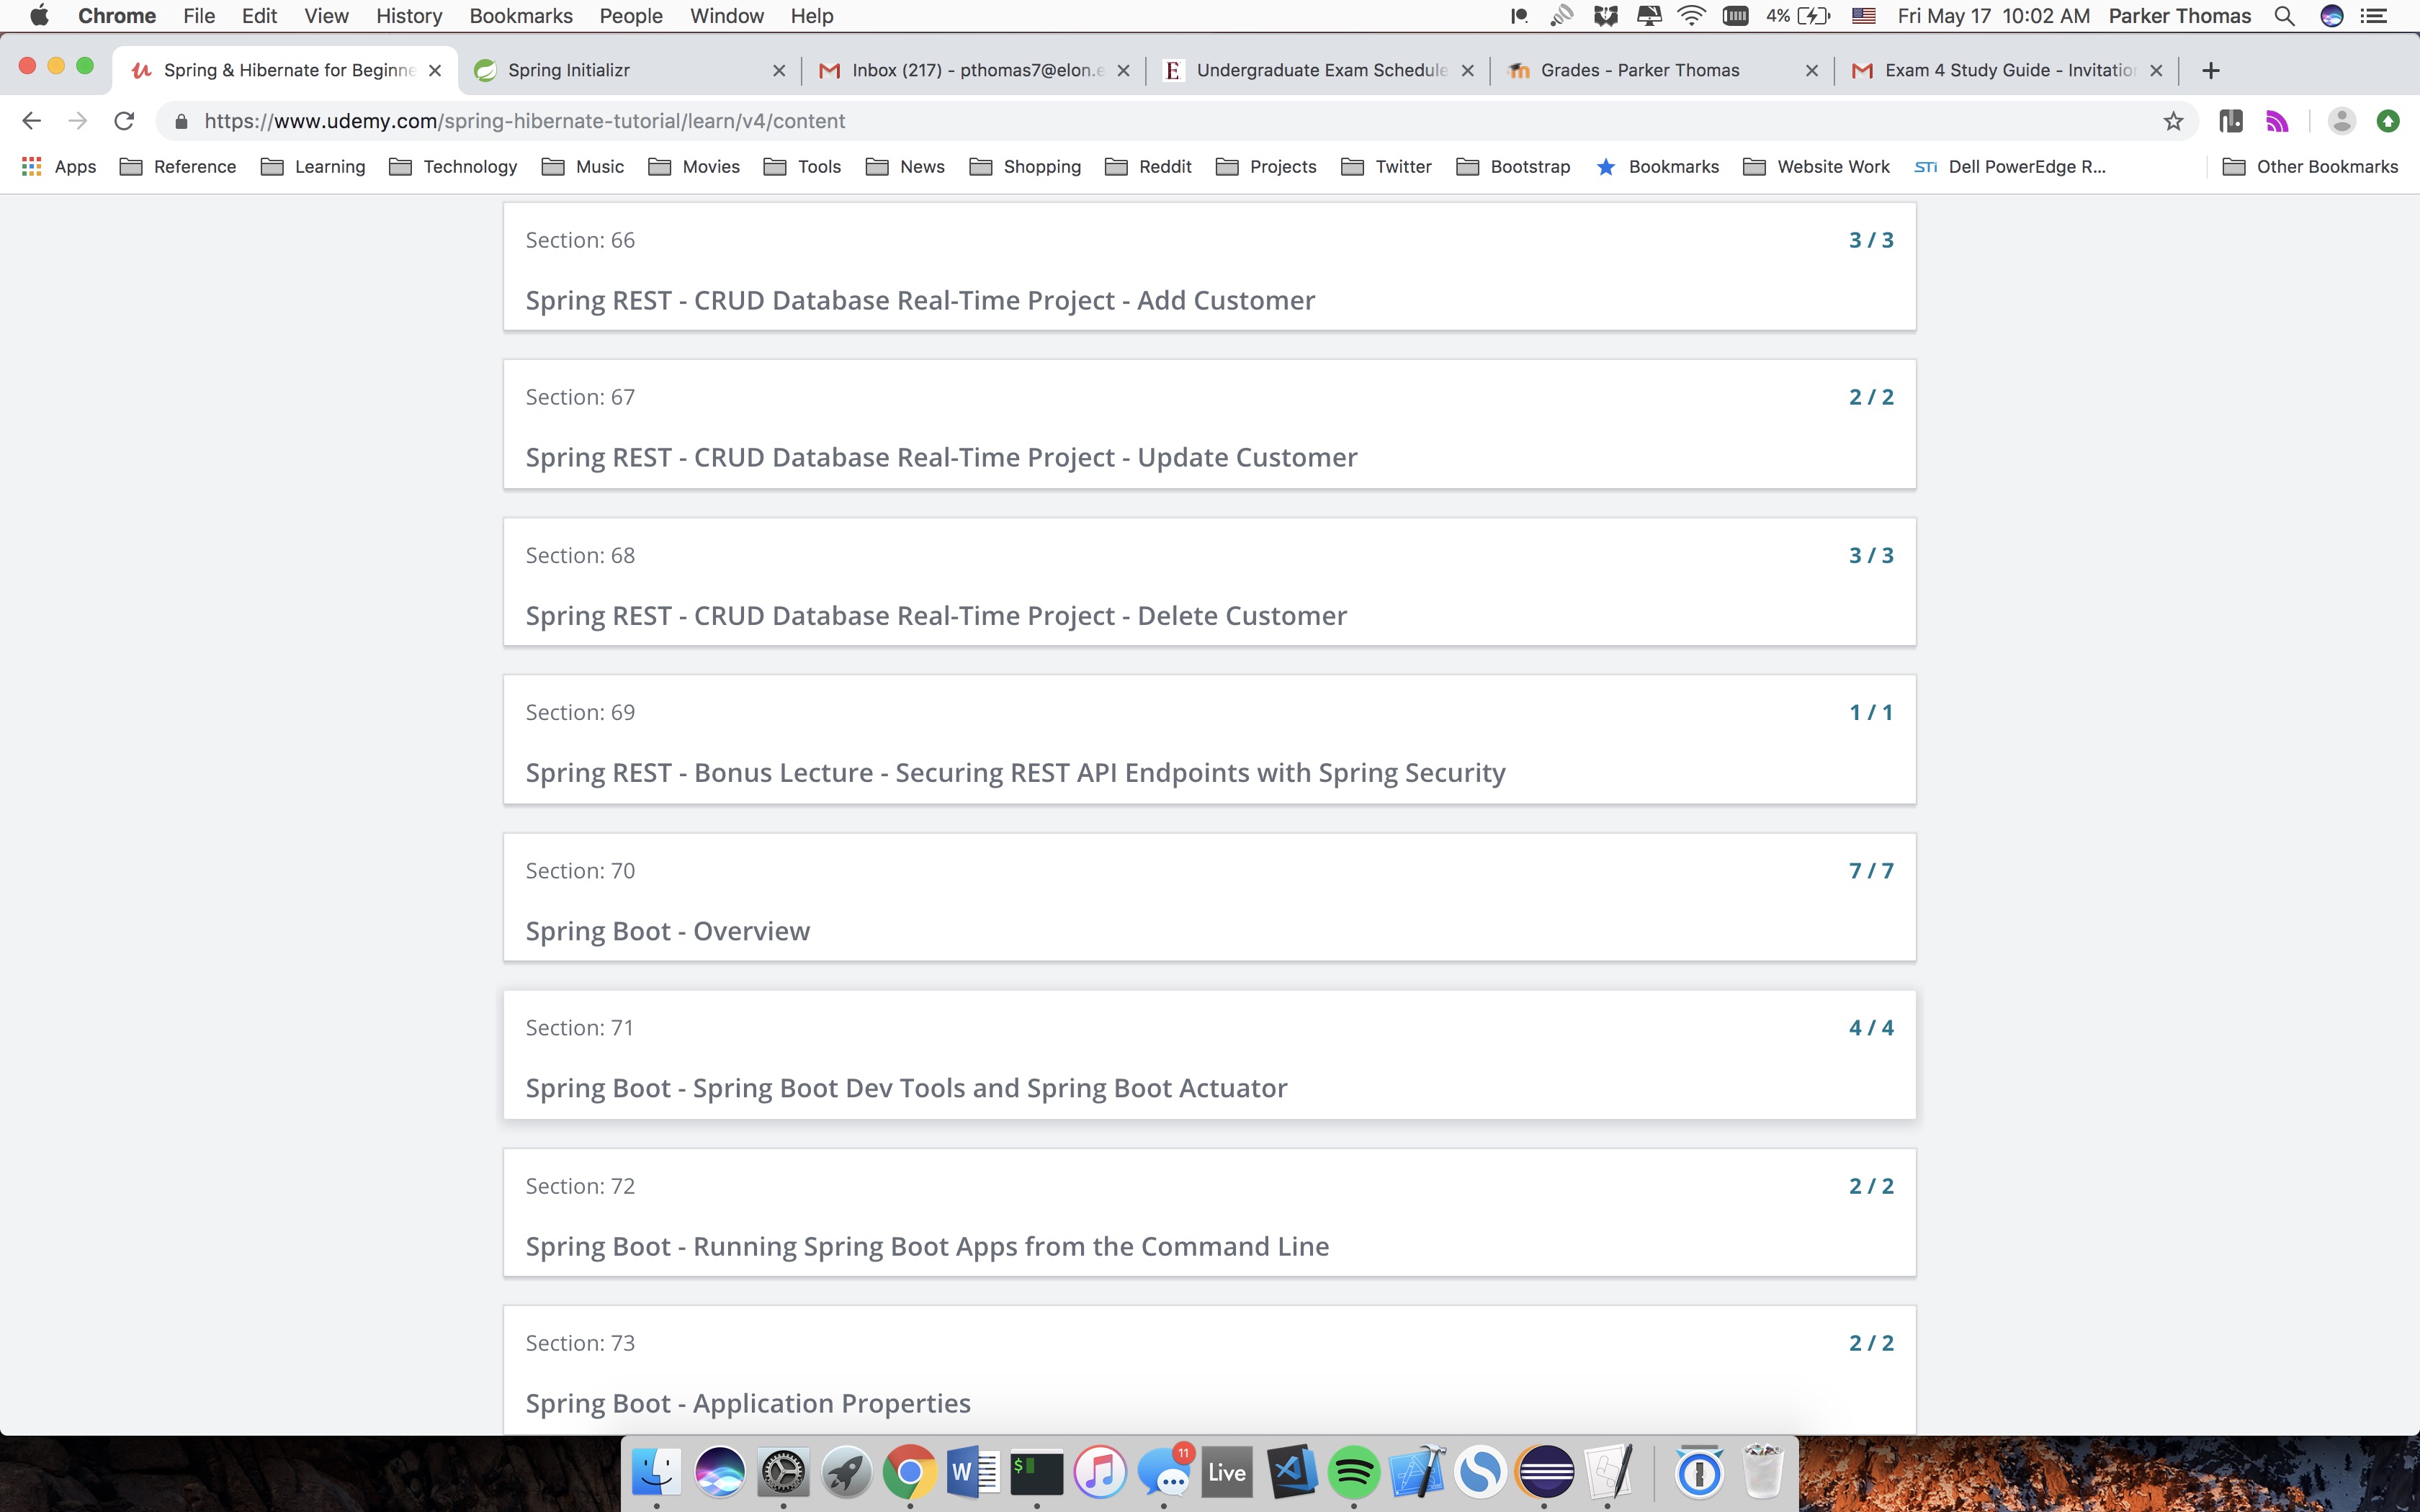 Chrome File Edit View History Bookmarks People Window Help 4% Fri May 17 10:02 AM Parker Thomas
Spring & Hibernate for Beginne Spring Initializr Inbox (217) - pthomas7@elon.e Undergraduate Exam Schedule Grades - Parker Thomas Exam 4 Study Guide - Invitation
https://www.udemy.com/spring-hibernate-tutorial/learn/v4/content
Apps Reference Learning Technology Music Movies Tools News Shopping Reddit Projects Twitter Bootstrap Bookmarks Website Work STi Dell PowerEdge R... Other Bookmarks
Section: 66 3 / 3
Spring REST - CRUD Database Real-Time Project - Add Customer
Section: 67 2 / 2
Spring REST - CRUD Database Real-Time Project - Update Customer
Section: 68 3 / 3
Spring REST - CRUD Database Real-Time Project - Delete Customer
Section: 69 1 / 1
Spring REST - Bonus Lecture - Securing REST API Endpoints with Spring Security
Section: 70 7 / 7
Spring Boot - Overview
Section: 71 4 / 4
Spring Boot - Spring Boot Dev Tools and Spring Boot Actuator
Section: 72 2 / 2
Spring Boot - Running Spring Boot Apps from the Command Line
Section: 73 2 / 2
Spring Boot - Application Properties
W $ 11 Live